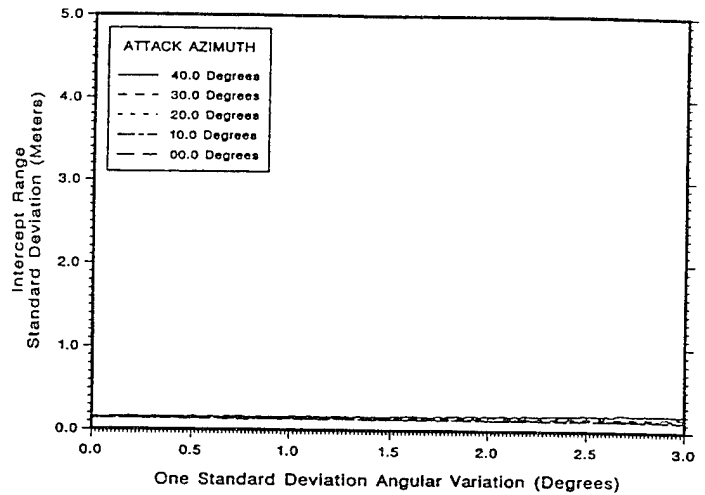 5.0
4.0
3.0
2.0
1.0
0.0
Intercept Range
Standard Deviation (Meters)
ATTACK AZIMUTH
40.0 Degrees
30.0 Degrees
20.0 Degrees
10.0 Degrees
00.0 Degrees
0.0 0.5 1.0 1.5 2.0 2.5 3.0
One Standard Deviation Angular Variation (Degrees)